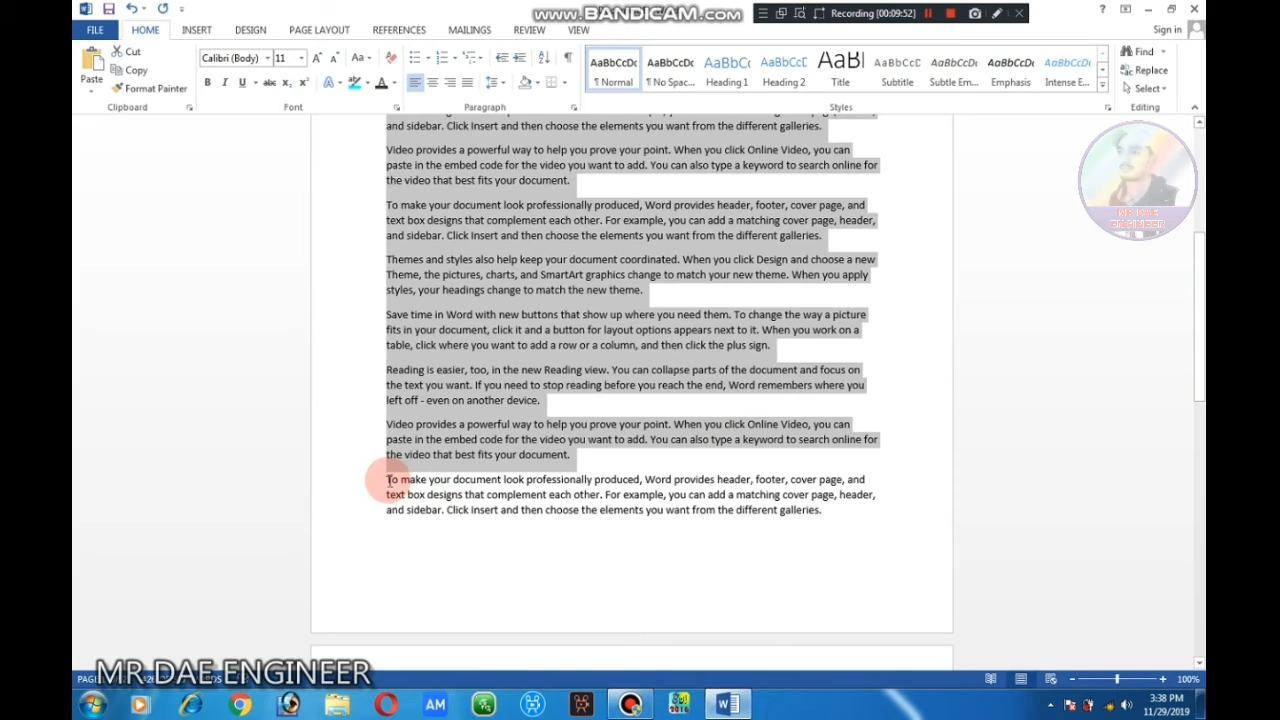 www.BANDICAM.com
Recording [00:09:52]
FILE HOME INSERT DESIGN PAGE LAYOUT REFERENCES MAILINGS REVIEW VIEW Sign in
Paste Cut Copy Format Painter
Calibri (Body) 11
AaBbCcDc AaBbCcDc AaBbCc AaBbCcC AaBl AaBbCcC AaBbCcDc AaBbCcDc AaBbCcDc
¶ Normal ¶ No Spac... Heading 1 Heading 2 Title Subtitle Subtle Em... Emphasis Intense E...
Find Replace Select
Clipboard Font Paragraph Styles Editing
and sidebar. Click Insert and then choose the elements you want from the different galleries.
Video provides a powerful way to help you prove your point. When you click Online Video, you can
paste in the embed code for the video you want to add. You can also type a keyword to search online for
the video that best fits your document.
To make your document look professionally produced, Word provides header, footer, cover page, and
text box designs that complement each other. For example, you can add a matching cover page, header,
and sidebar. Click Insert and then choose the elements you want from the different galleries.
Themes and styles also help keep your document coordinated. When you click Design and choose a new
Theme, the pictures, charts, and SmartArt graphics change to match your new theme. When you apply
styles, your headings change to match the new theme.
Save time in Word with new buttons that show up where you need them. To change the way a picture
fits in your document, click it and a button for layout options appears next to it. When you work on a
table, click where you want to add a row or a column, and then click the plus sign.
Reading is easier, too, in the new Reading view. You can collapse parts of the document and focus on
the text you want. If you need to stop reading before you reach the end, Word remembers where you
left off - even on another device.
Video provides a powerful way to help you prove your point. When you click Online Video, you can
paste in the embed code for the video you want to add. You can also type a keyword to search online for
the video that best fits your document.
To make your document look professionally produced, Word provides header, footer, cover page, and
text box designs that complement each other. For example, you can add a matching cover page, header,
and sidebar. Click Insert and then choose the elements you want from the different galleries.
MR DAE
ENGINEER
MR DAE ENGINEER
100%
AM
2016
3:38 PM
11/29/2019